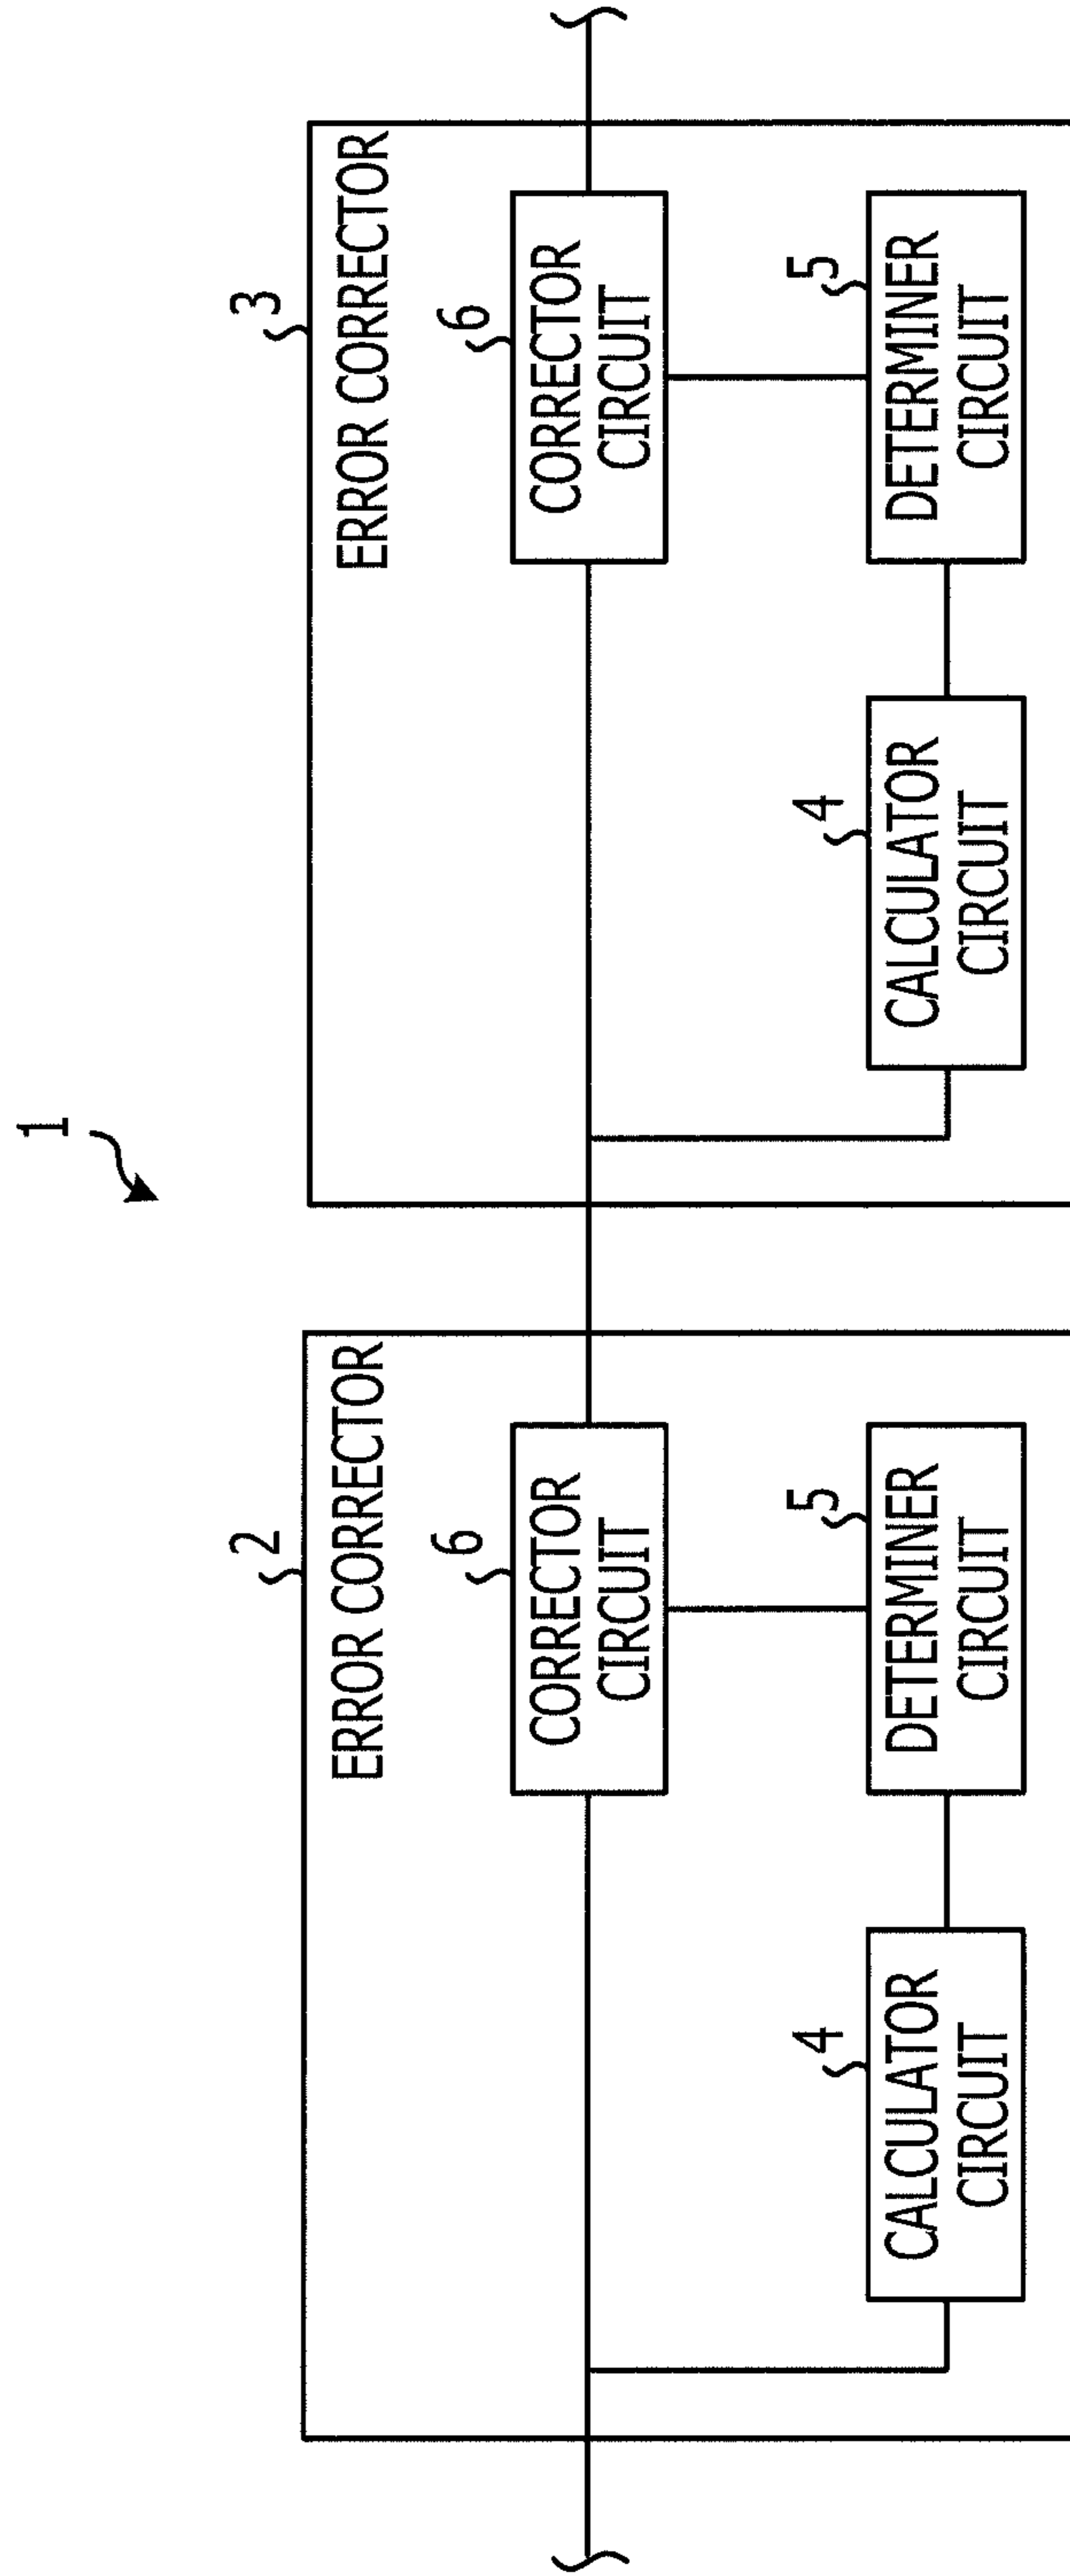 1
2
ERROR CORRECTOR
6
CORRECTOR
CIRCUIT
4
CALCULATOR
CIRCUIT
5
DETERMINER
CIRCUIT
3
ERROR CORRECTOR
6
CORRECTOR
CIRCUIT
4
CALCULATOR
CIRCUIT
5
DETERMINER
CIRCUIT